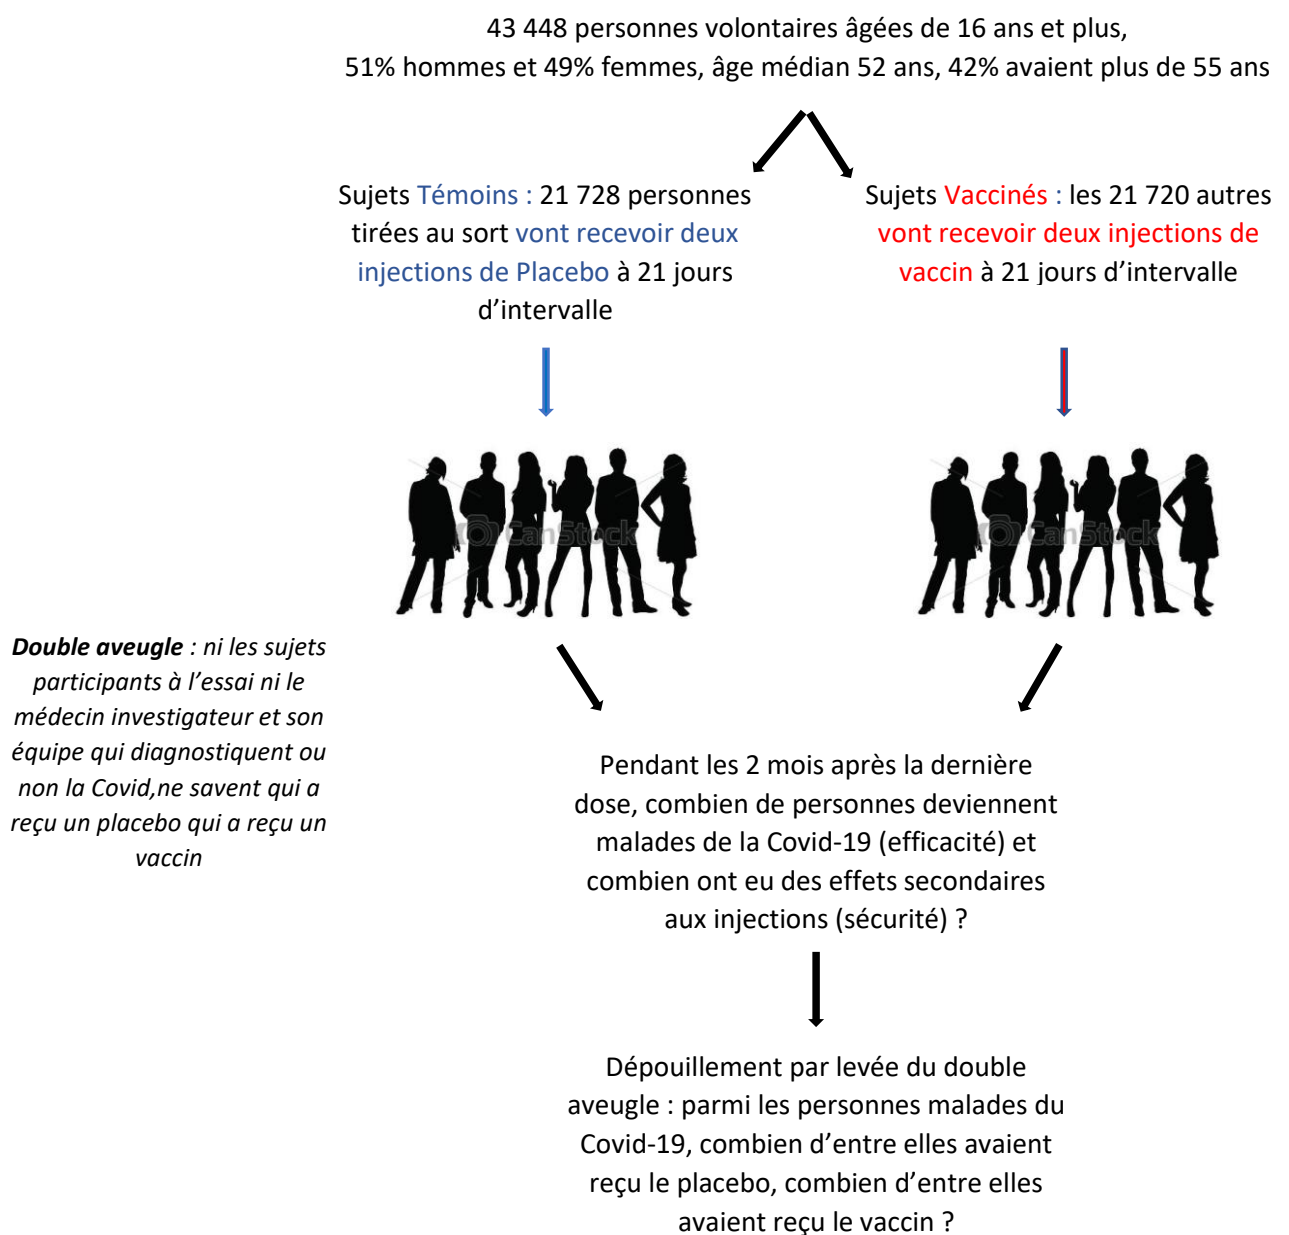 43 448 personnes volontaires âgées de 16 ans et plus,
51% hommes et 49% femmes, âge médian 52 ans, 42% avaient plus de 55 ans
Sujets Témoins : 21 728 personnes
tirées au sort vont recevoir deux
injections de Placebo à 21 jours
d’intervalle
Sujets Vaccinés : les 21 720 autres
vont recevoir deux injections de
vaccin à 21 jours d’intervalle
CanStock
CanStock
Double aveugle : ni les sujets
participants à l’essai ni le
médecin investigateur et son
équipe qui diagnostiquent ou
non la Covid,ne savent qui a
reçu un placebo qui a reçu un
vaccin
Pendant les 2 mois après la dernière
dose, combien de personnes deviennent
malades de la Covid-19 (efficacité) et
combien ont eu des effets secondaires
aux injections (sécurité) ?
Dépouillement par levée du double
aveugle : parmi les personnes malades du
Covid-19, combien d’entre elles avaient
reçu le placebo, combien d’entre elles
avaient reçu le vaccin ?